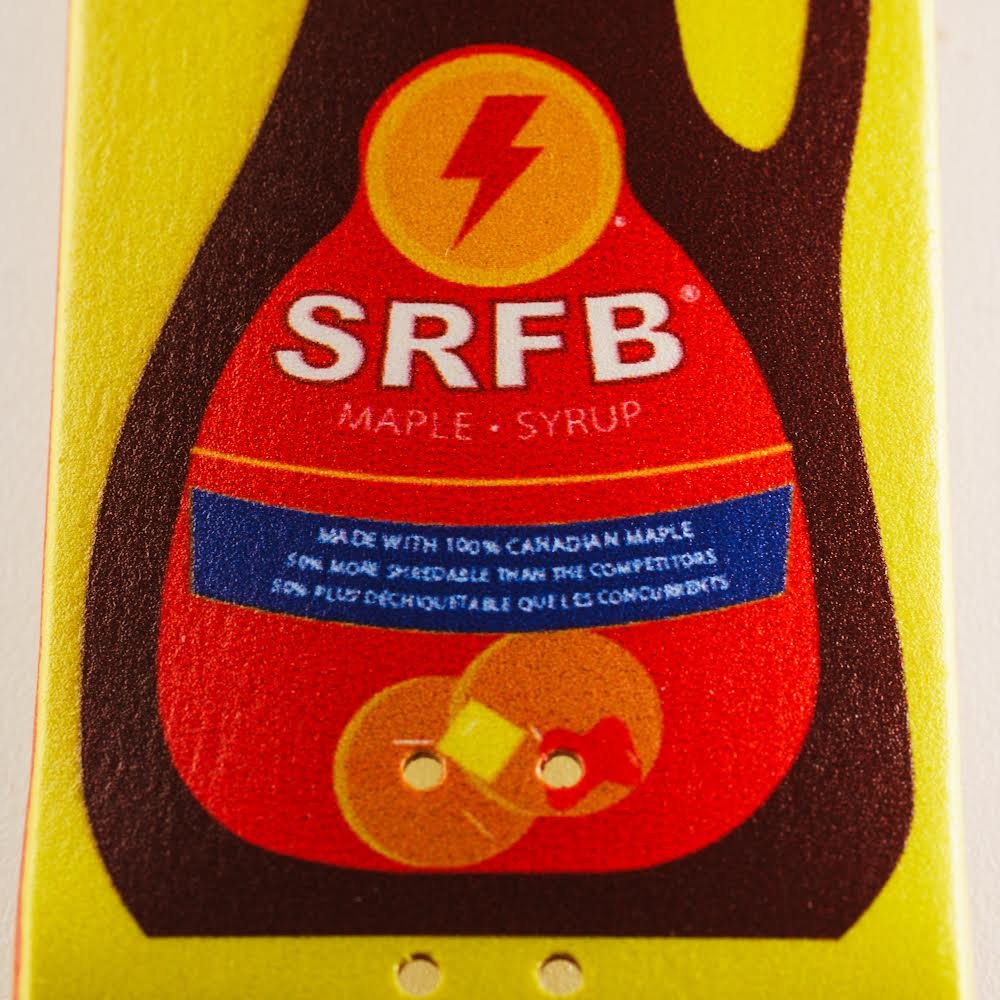 SRFB®
MAPLE • SYRUP
MADE WITH 100% CANADIAN MAPLE
50% MORE SHREDABLE THAN THE COMPETITORS
50% PLUS DÉCHIQUETABLE QUE LES CONCURRENTS